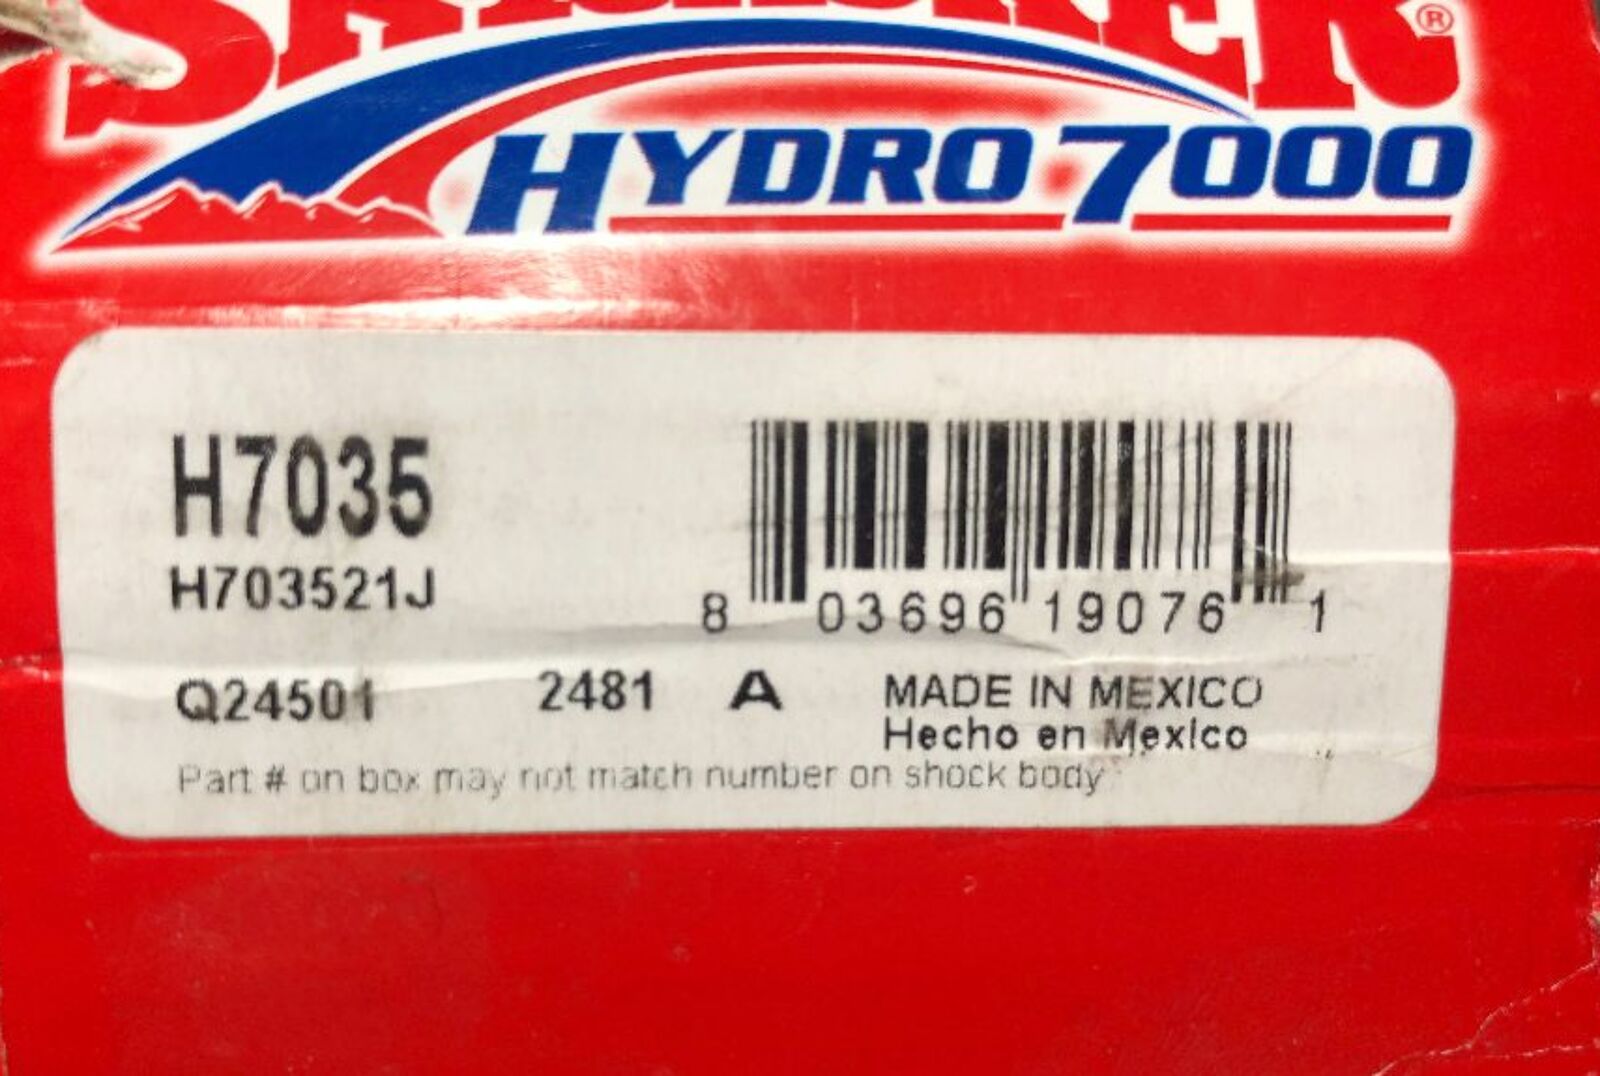 SKYJACKER®
HYDRO 7000
H7035
H703521J
8 03696 19076 1
Q24501 2481 A MADE IN MEXICO
Hecho en Mexico
Part # on box may not match number on shock body